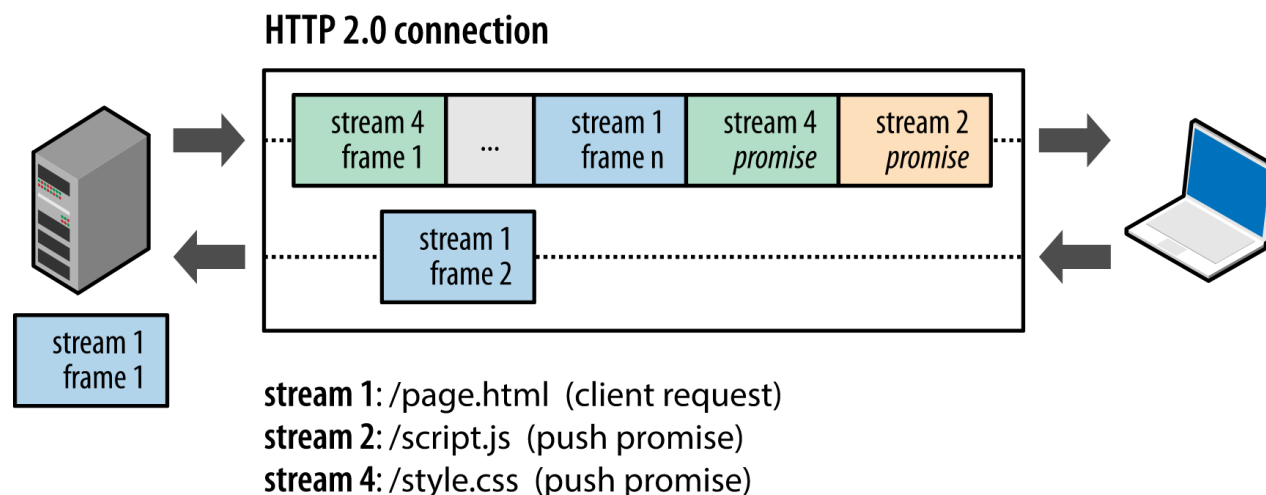 HTTP 2.0 connection
stream 4
frame 1
...
stream 1
frame n
stream 4
promise
stream 2
promise
stream 1
frame 2
stream 1
frame 1
stream 1: /page.html (client request)
stream 2: /script.js (push promise)
stream 4: /style.css (push promise)